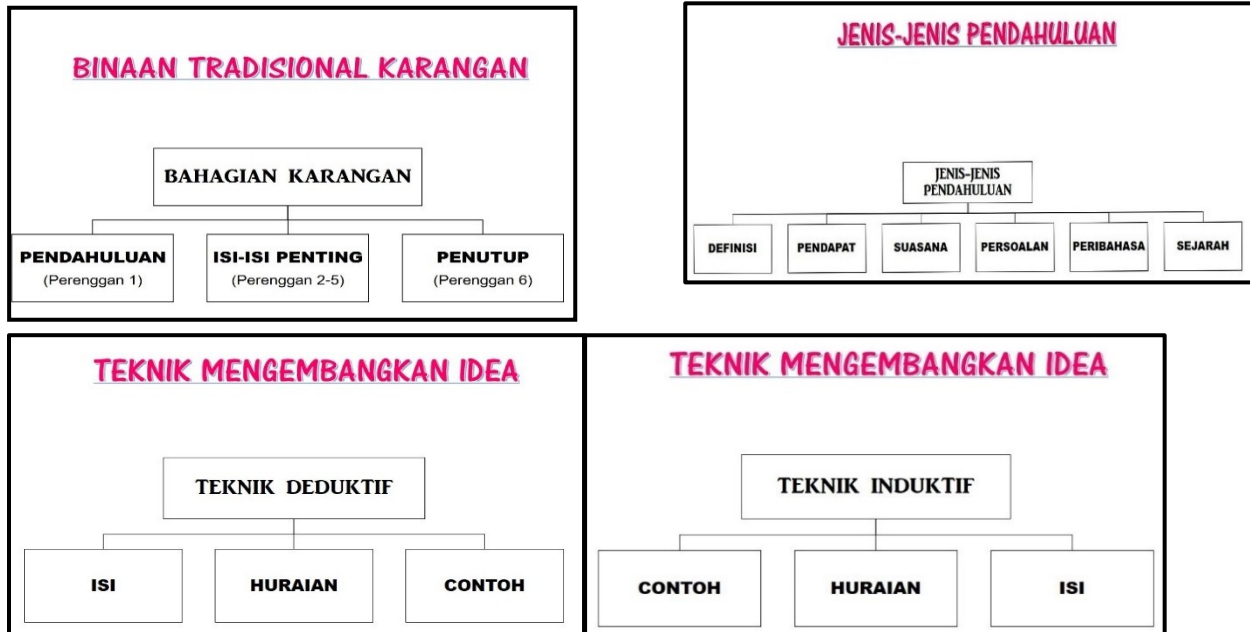 BINAAN TRADISIONAL KARANGAN
BAHAGIAN KARANGAN
PENDAHULUAN
(Perenggan 1)
ISI-ISI PENTING
(Perenggan 2-5)
PENUTUP
(Perenggan 6)
JENIS-JENIS PENDAHULUAN
JENIS-JENIS
PENDAHULUAN
DEFINISI
PENDAPAT
SUASANA
PERSOALAN
PERIBAHASA
SEJARAH
TEKNIK MENGEMBANGKAN IDEA
TEKNIK DEDUKTIF
ISI
HURAIAN
CONTOH
TEKNIK MENGEMBANGKAN IDEA
TEKNIK INDUKTIF
CONTOH
HURAIAN
ISI